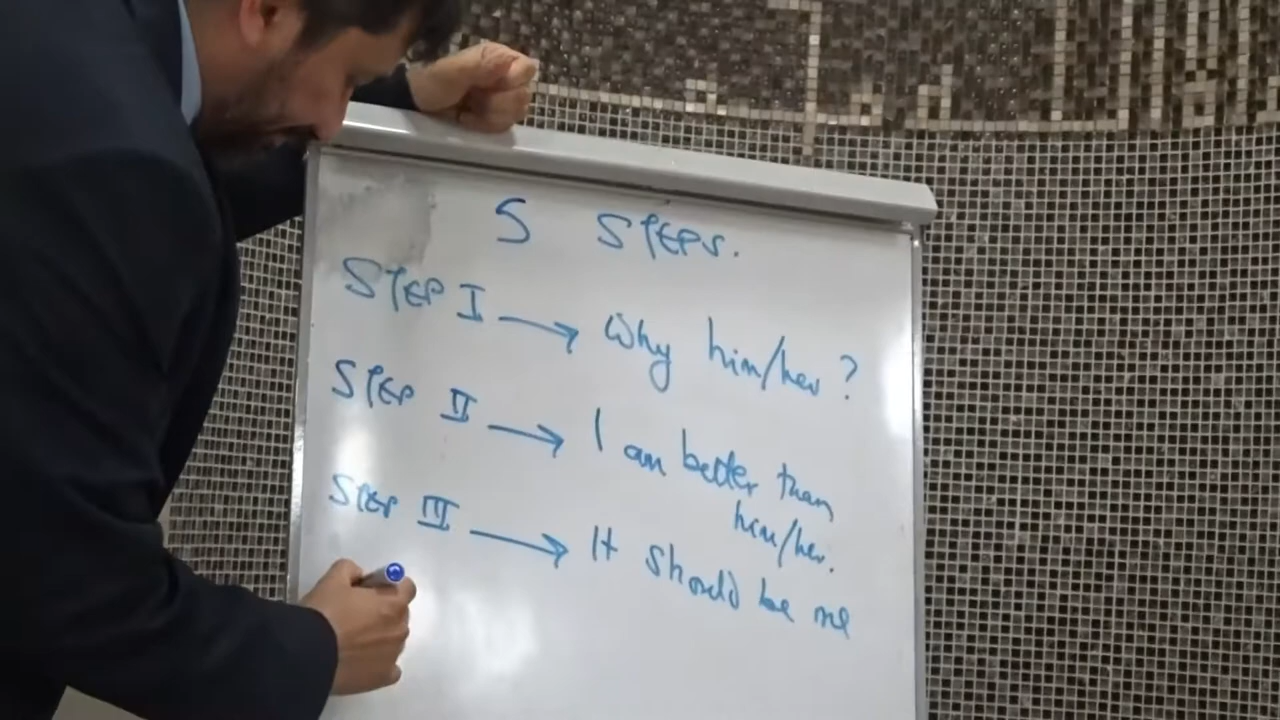 5 STEPS.
STEP I → Why him/her ?
STEP II → I am better than
him/her.
STEP III → It should be me